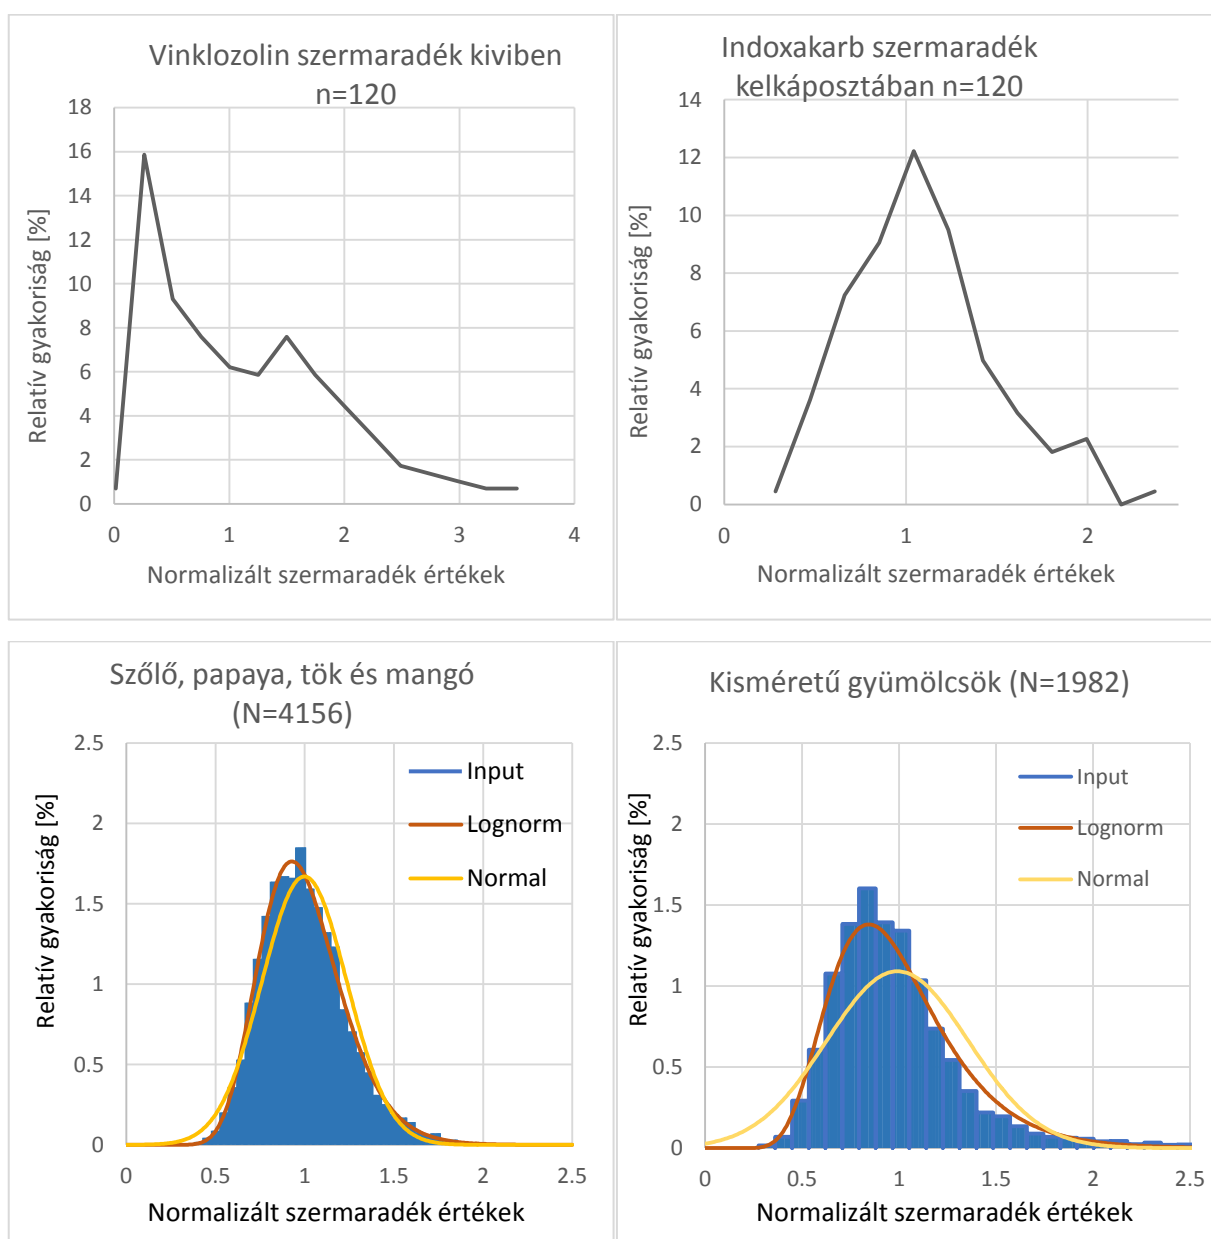 Vinklozolin szermaradék kiviben
n=120
Relatív gyakoriság [%]
18
16
14
12
10
8
6
4
2
0
0 1 2 3 4
Normalizált szermaradék értékek
Indoxakarb szermaradék
kelkáposztában n=120
Relatív gyakoriság [%]
14
12
10
8
6
4
2
0
0 1 2
Normalizált szermaradék értékek
Szőlő, papaya, tök és mangó
(N=4156)
Relatív gyakoriság [%]
2.5
2
1.5
1
0.5
0
Input
Lognorm
Normal
0 0.5 1 1.5 2 2.5
Normalizált szermaradék értékek
Kisméretű gyümölcsök (N=1982)
Relatív gyakoriság [%]
2.5
2
1.5
1
0.5
0
Input
Lognorm
Normal
0 0.5 1 1.5 2 2.5
Normalizált szermaradék értékek